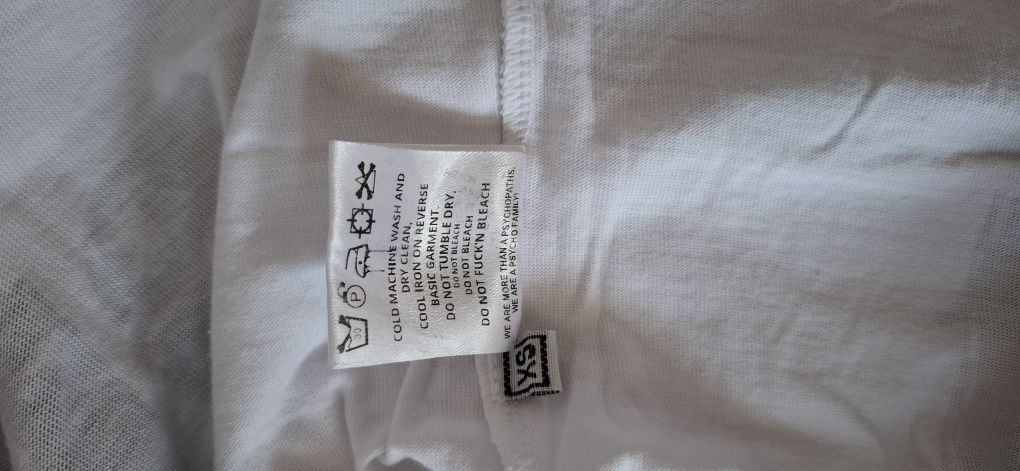 30 P
COLD MACHINE WASH AND
DRY CLEAN.
COOL IRON ON REVERSE
BASIC GARMENT.
DO NOT TUMBLE DRY.
DO NOT BLEACH
DO NOT BLEACH
DO NOT FUCK'N BLEACH
WE ARE MORE THAN A PSYCHOPATHS,
WE ARE A PSYCHO FAMILY!
XS